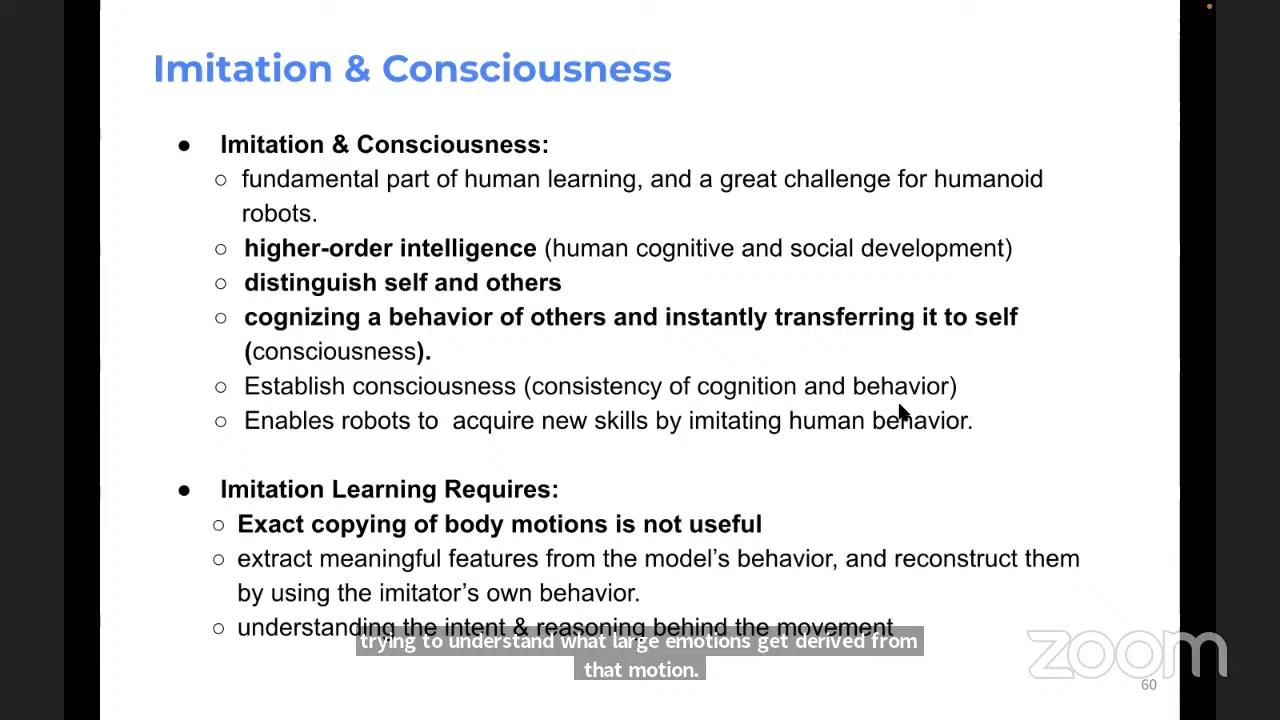 Imitation & Consciousness
● Imitation & Consciousness:
○ fundamental part of human learning, and a great challenge for humanoid
robots.
○ higher-order intelligence (human cognitive and social development)
○ distinguish self and others
○ cognizing a behavior of others and instantly transferring it to self
(consciousness).
○ Establish consciousness (consistency of cognition and behavior)
○ Enables robots to  acquire new skills by imitating human behavior.
● Imitation Learning Requires:
○ Exact copying of body motions is not useful
○ extract meaningful features from the model's behavior, and reconstruct them
by using the imitator's own behavior.
○ understanding the intent & reasoning behind the movement
trying to understand what large emotions get derived from
that motion.
zoom
60